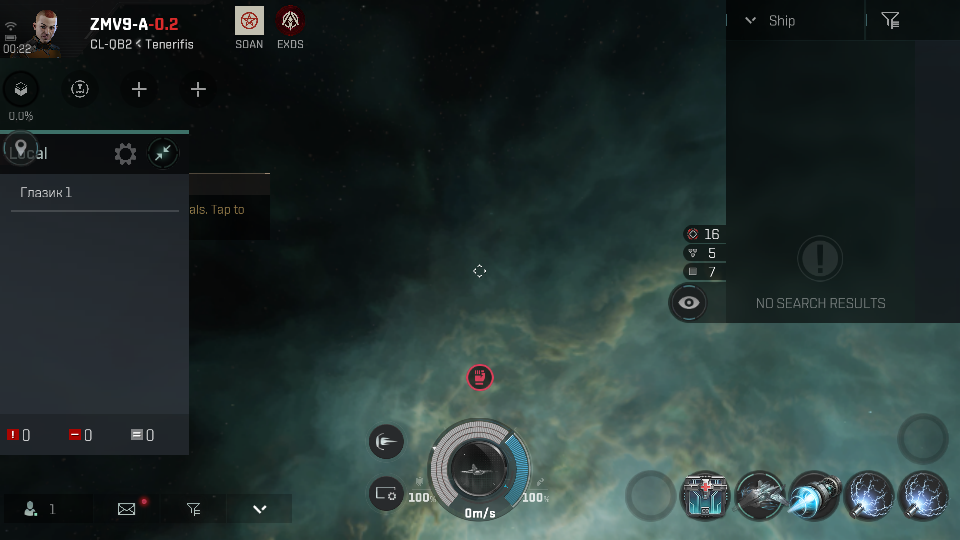 ZMV9-A-0.2
CL-QB2 < Tenerifis
00:22
SOAN
EXDS
Ship
0.0%
Local
Глазик 1
als. Tap to
16
5
7
NO SEARCH RESULTS
0
0
0
100%
100%
0m/s
1